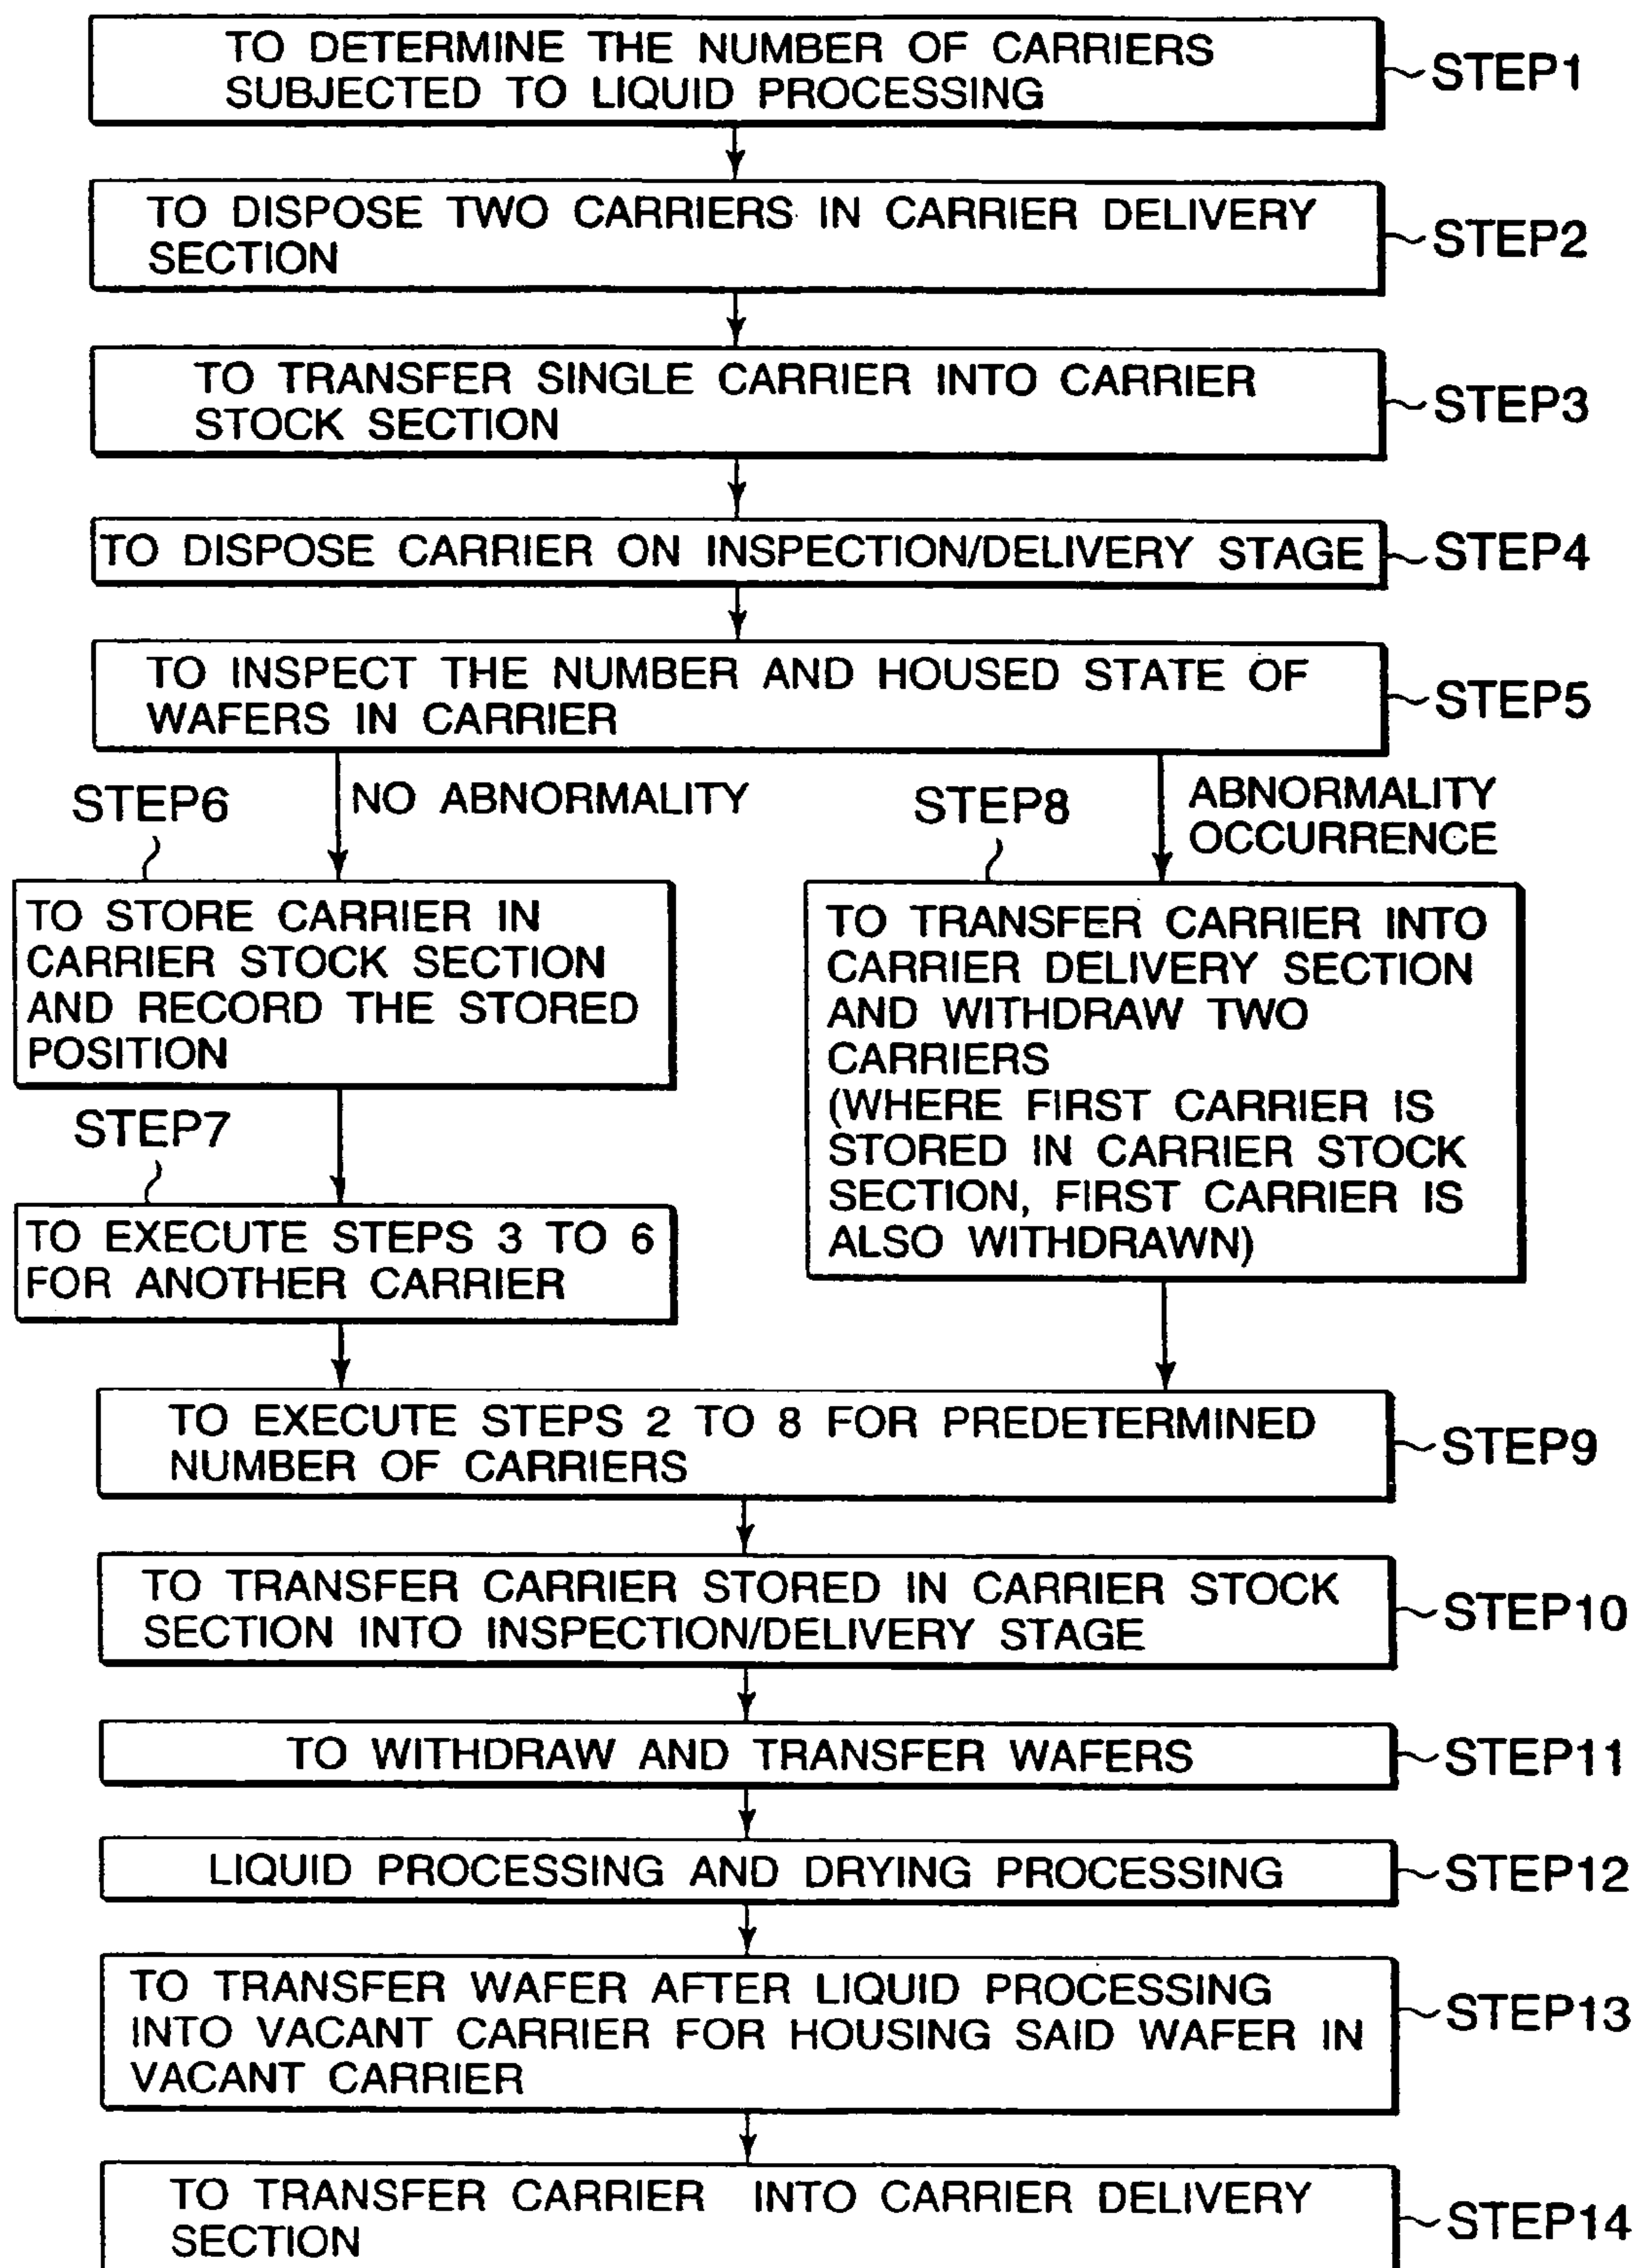 TO DETERMINE THE NUMBER OF CARRIERS
SUBJECTED TO LIQUID PROCESSING
STEP1
TO DISPOSE TWO CARRIERS IN CARRIER DELIVERY
SECTION
STEP2
TO TRANSFER SINGLE CARRIER INTO CARRIER
STOCK SECTION
STEP3
TO DISPOSE CARRIER ON INSPECTION/DELIVERY STAGE
STEP4
TO INSPECT THE NUMBER AND HOUSED STATE OF
WAFERS IN CARRIER
STEP5
STEP6
NO ABNORMALITY
TO STORE CARRIER IN
CARRIER STOCK SECTION
AND RECORD THE STORED
POSITION
STEP7
TO EXECUTE STEPS 3 TO 6
FOR ANOTHER CARRIER
STEP8
ABNORMALITY
OCCURRENCE
TO TRANSFER CARRIER INTO
CARRIER DELIVERY SECTION
AND WITHDRAW TWO
CARRIERS
(WHERE FIRST CARRIER IS
STORED IN CARRIER STOCK
SECTION, FIRST CARRIER IS
ALSO WITHDRAWN)
TO EXECUTE STEPS 2 TO 8 FOR PREDETERMINED
NUMBER OF CARRIERS
STEP9
TO TRANSFER CARRIER STORED IN CARRIER STOCK
SECTION INTO INSPECTION/DELIVERY STAGE
STEP10
TO WITHDRAW AND TRANSFER WAFERS
STEP11
LIQUID PROCESSING AND DRYING PROCESSING
STEP12
TO TRANSFER WAFER AFTER LIQUID PROCESSING
INTO VACANT CARRIER FOR HOUSING SAID WAFER IN
VACANT CARRIER
STEP13
TO TRANSFER CARRIER INTO CARRIER DELIVERY
SECTION
STEP14